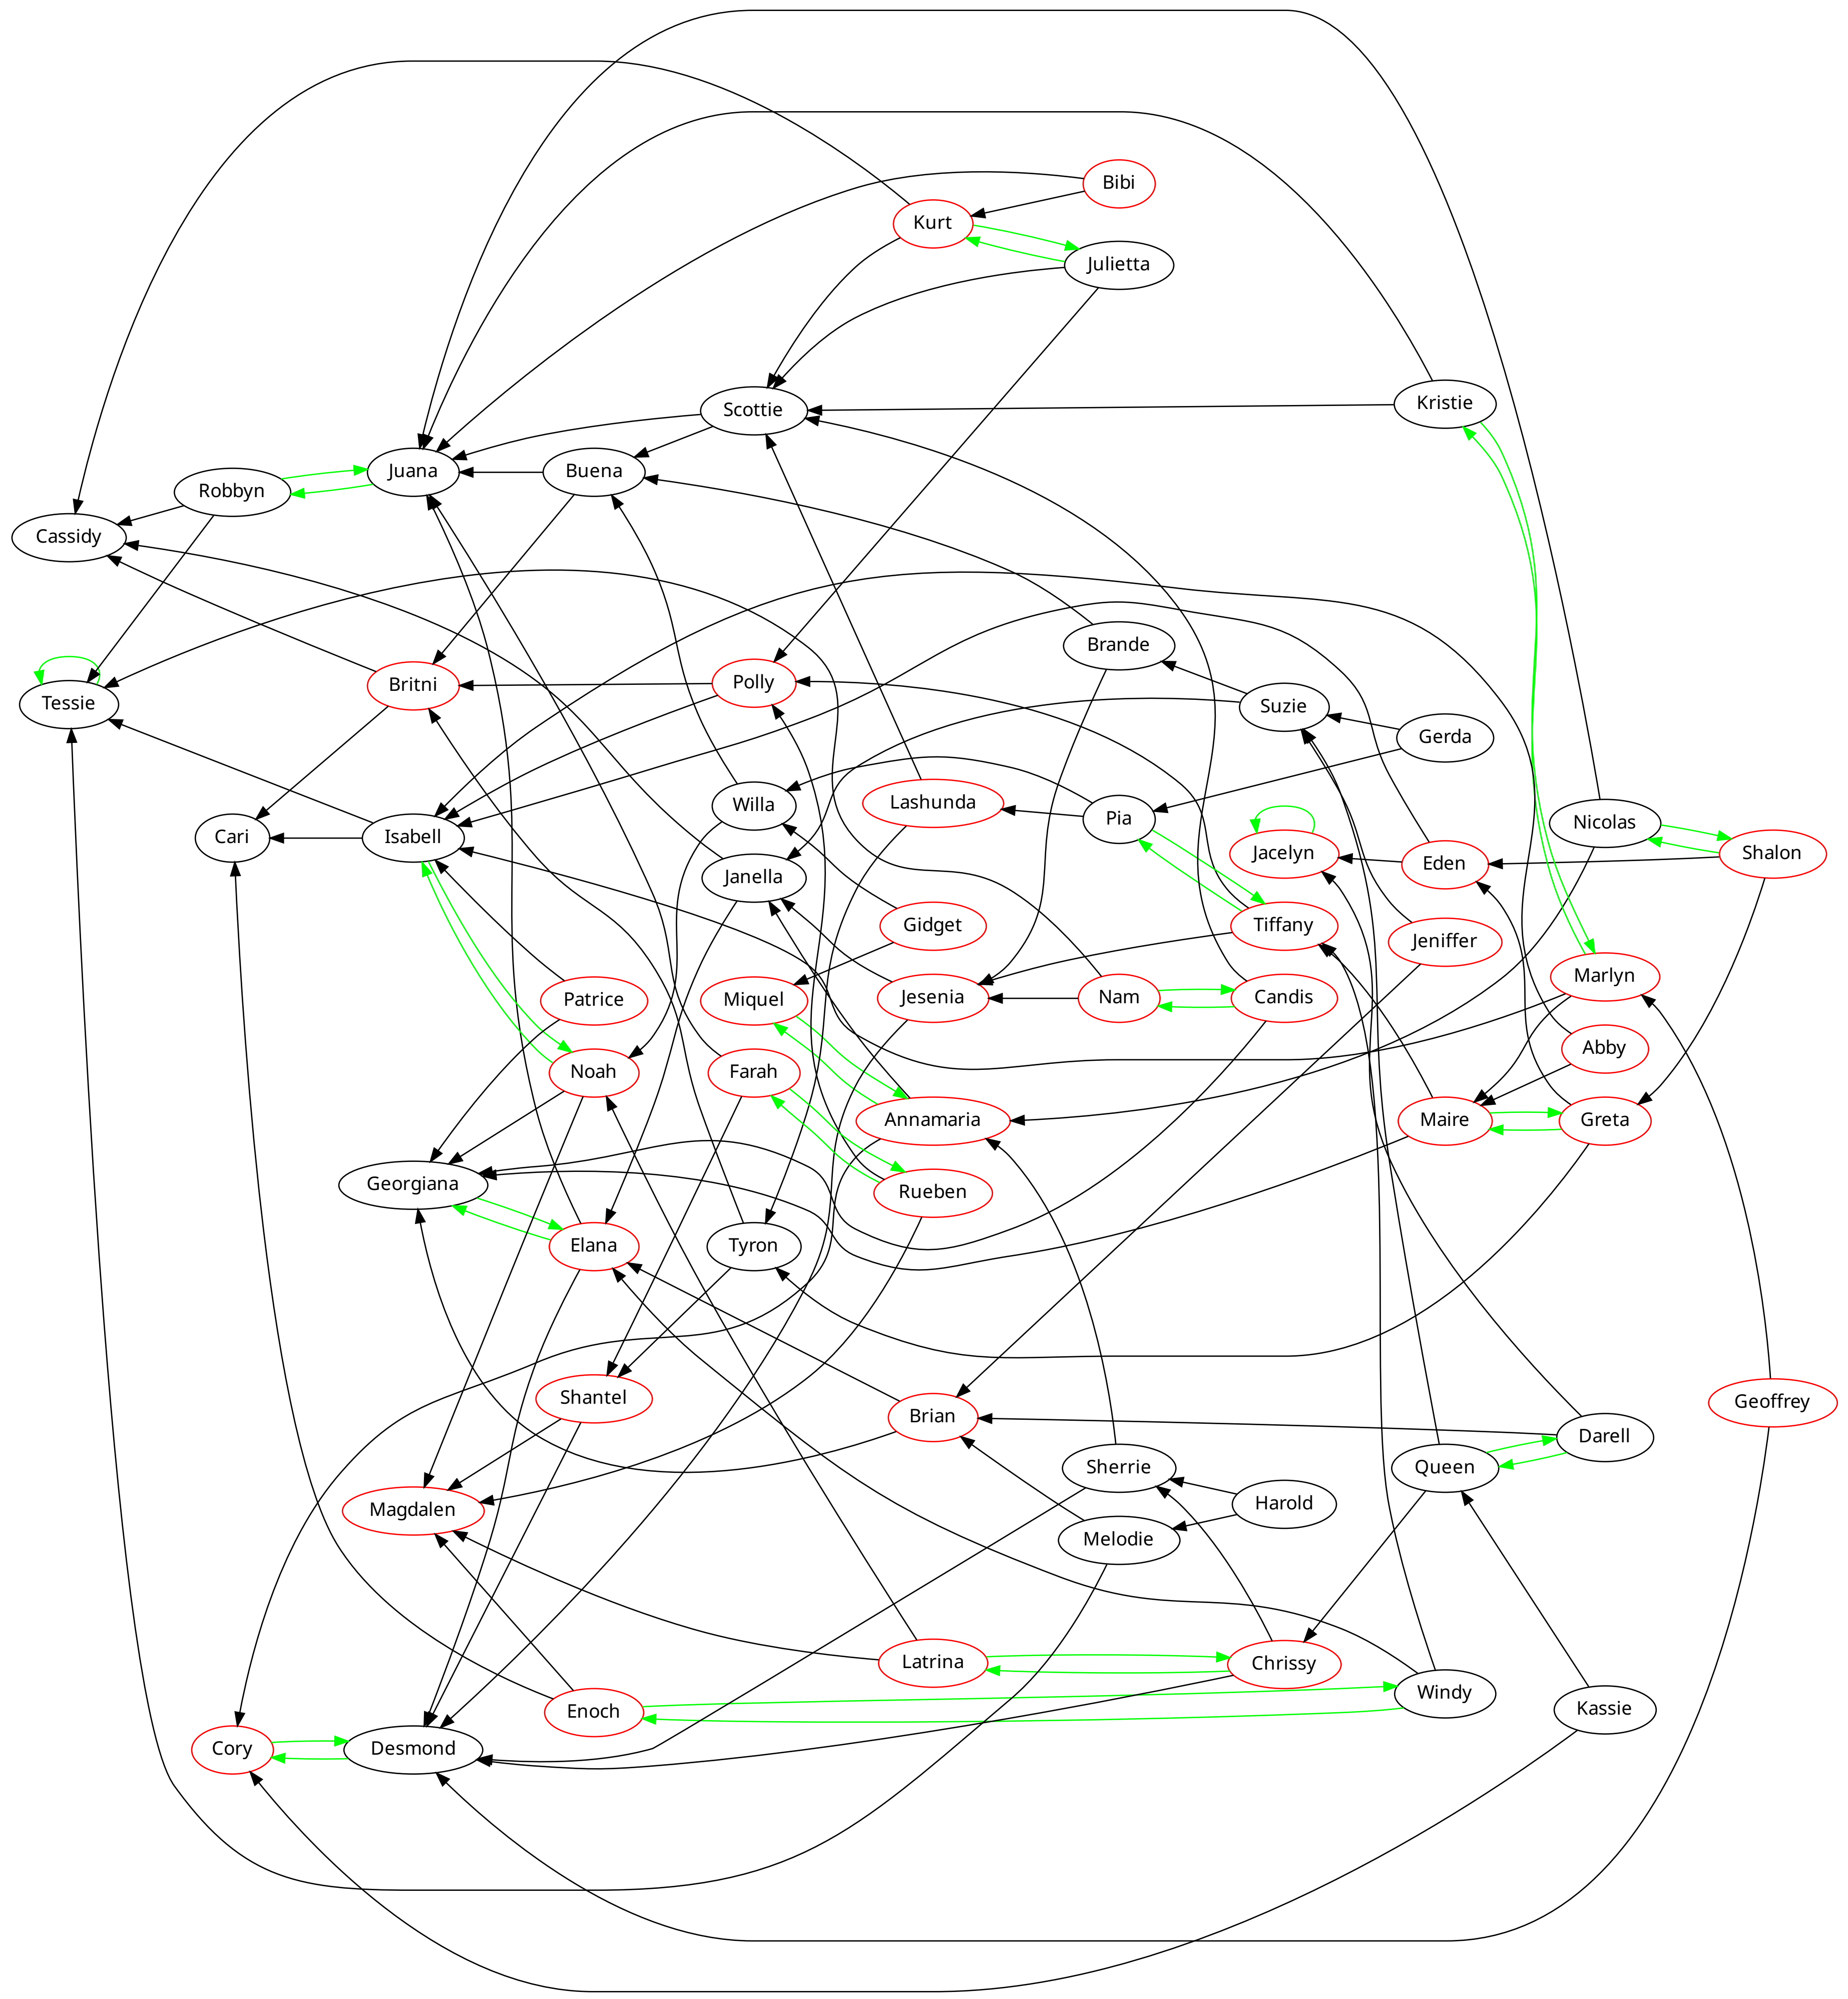 Bibi
Kurt
Julietta
Kristie
Scottie
Juana
Buena
Robbyn
Cassidy
Brande
Britni
Polly
Tessie
Suzie
Gerda
Willa
Lashunda
Pia
Nicolas
Cari
Isabell
Jacelyn
Eden
Shalon
Janella
Gidget
Tiffany
Jeniffer
Marlyn
Patrice
Miquel
Jesenia
Nam
Candis
Abby
Noah
Farah
Annamaria
Maire
Greta
Georgiana
Rueben
Elana
Tyron
Shantel
Geoffrey
Brian
Darell
Sherrie
Queen
Magdalen
Harold
Melodie
Latrina
Chrissy
Windy
Enoch
Kassie
Cory
Desmond